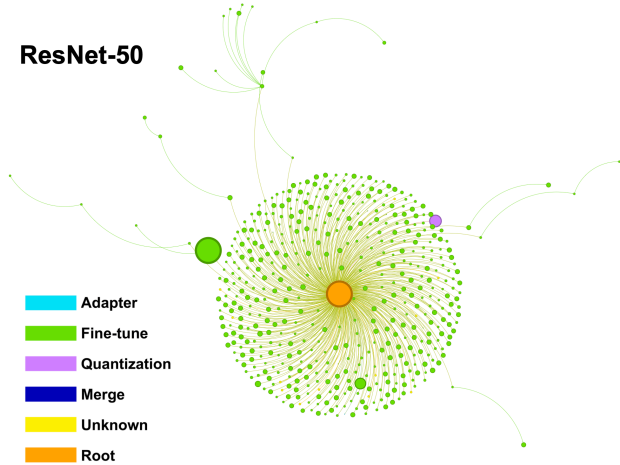 ResNet-50
Adapter
Fine-tune
Quantization
Merge
Unknown
Root